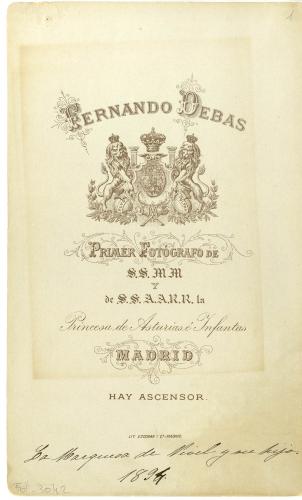 FERNANDO DEBAS
PRIMER FOTÓGRAFO DE
S.S.M.M
Y
de S.S.A.A.R.R. la
Princesa de Asturias é Infantas
MADRID
HAY ASCENSOR.
La Marquesa de y su hijo.
1894